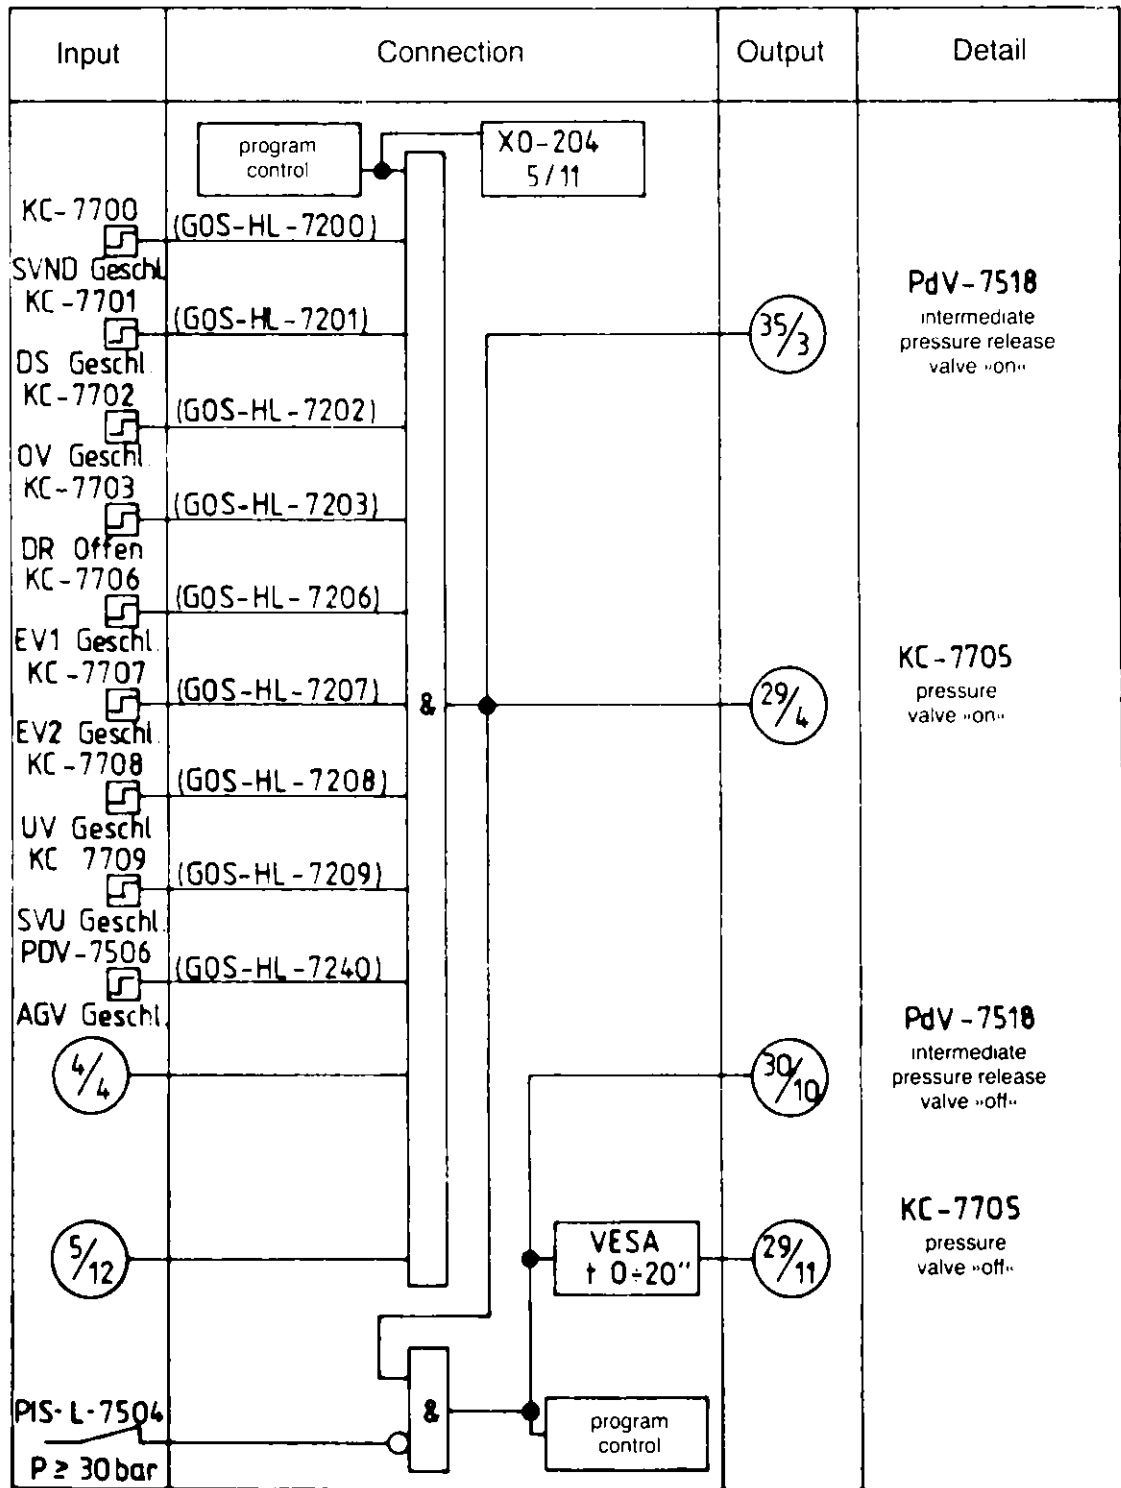 Input
Connection
Output
Detail
program
control
XO-204
5/11
KC-7700
(GOS-HL-7200)
SVND Geschl.
KC-7701
(GOS-HL-7201)
DS Geschl.
KC-7702
(GOS-HL-7202)
OV Geschl.
KC-7703
(GOS-HL-7203)
DR Offen
KC-7706
(GOS-HL-7206)
EV1 Geschl.
KC-7707
(GOS-HL-7207)
EV2 Geschl.
KC-7708
(GOS-HL-7208)
UV Geschl
KC 7709
(GOS-HL-7209)
SVU Geschl.
PDV-7506
(GOS-HL-7240)
AGV Geschl.
4/4
5/12
&
35/3
PdV-7518
intermediate
pressure release
valve »on«
29/4
KC-7705
pressure
valve »on«
30/10
PdV-7518
intermediate
pressure release
valve »off«
VESA
t 0÷20"
29/11
KC-7705
pressure
valve »off«
PIS-L-7504
P ≥ 30 bar
&
program
control